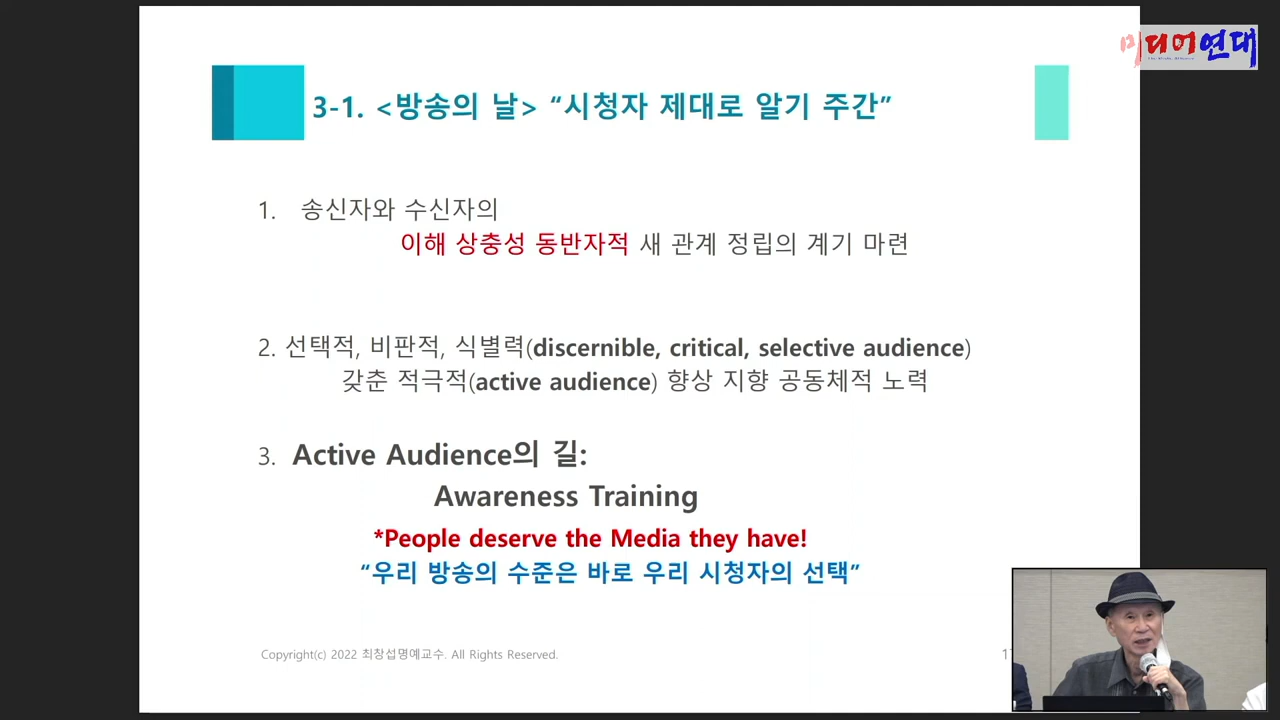 미디어연대
3-1. <방송의 날> “시청자 제대로 알기 주간”
1. 송신자와 수신자의
이해 상충성 동반자적 새 관계 정립의 계기 마련
2. 선택적, 비판적, 식별력(discernible, critical, selective audience)
갖춘 적극적(active audience) 향상 지향 공동체적 노력
3. Active Audience의 길:
Awareness Training
*People deserve the Media they have!
“우리 방송의 수준은 바로 우리 시청자의 선택”
Copyright(c) 2022 최창섭명예교수. All Rights Reserved.